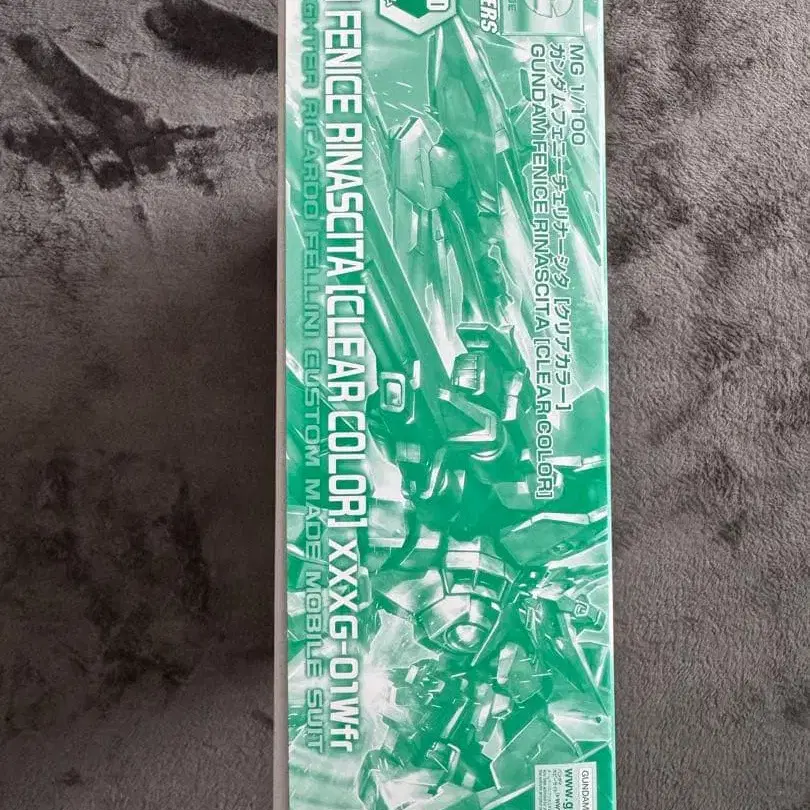 MG 1/100
ガンダムフェニーチェリナーシタ [クリアカラー]
GUNDAM FENICE RINASCITA [CLEAR COLOR]
FENICE RINASCITA [CLEAR COLOR] XXXG-01Wfr
FIGHTER RICARDO FELLINI CUSTOM MADE MOBILE SUIT
GUNDAM
www.g